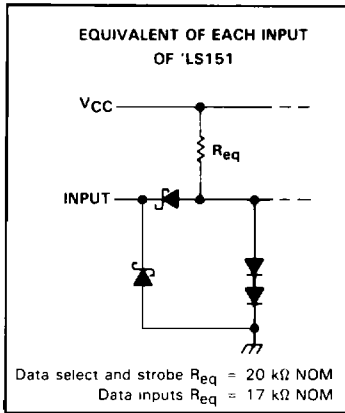 EQUIVALENT OF EACH INPUT
OF 'LS151
VCC
Req
INPUT
Data select and strobe Req = 20 kΩ NOM
Data inputs Req = 17 kΩ NOM